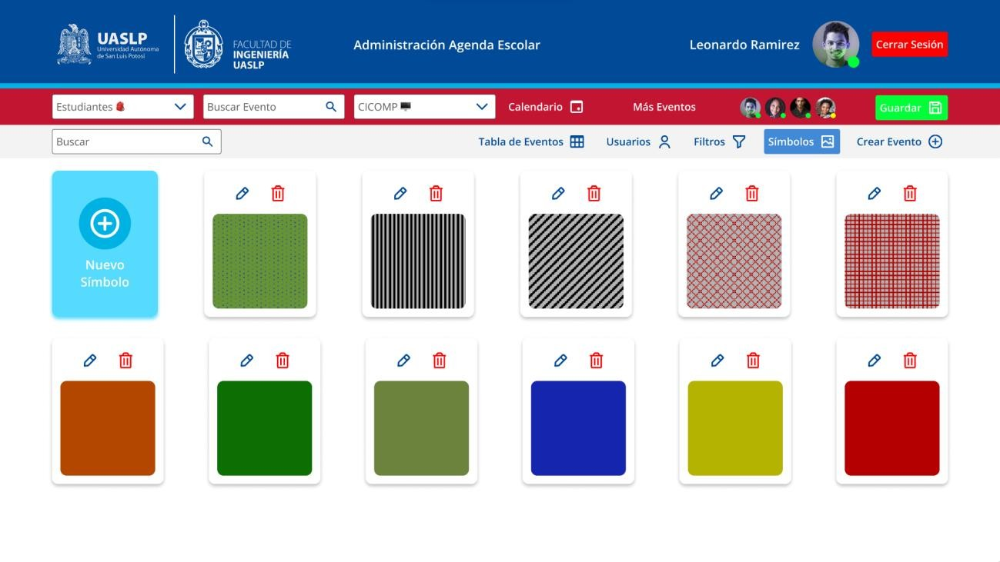 UASLP
Universidad Autónoma
de San Luis Potosí
FACULTAD DE
INGENIERÍA
UASLP
Administración Agenda Escolar
Leonardo Ramirez
Cerrar Sesión
Estudiantes
Buscar Evento
CICOMP
Calendario
Más Eventos
Guardar
Buscar
Tabla de Eventos
Usuarios
Filtros
Símbolos
Crear Evento
Nuevo
Símbolo